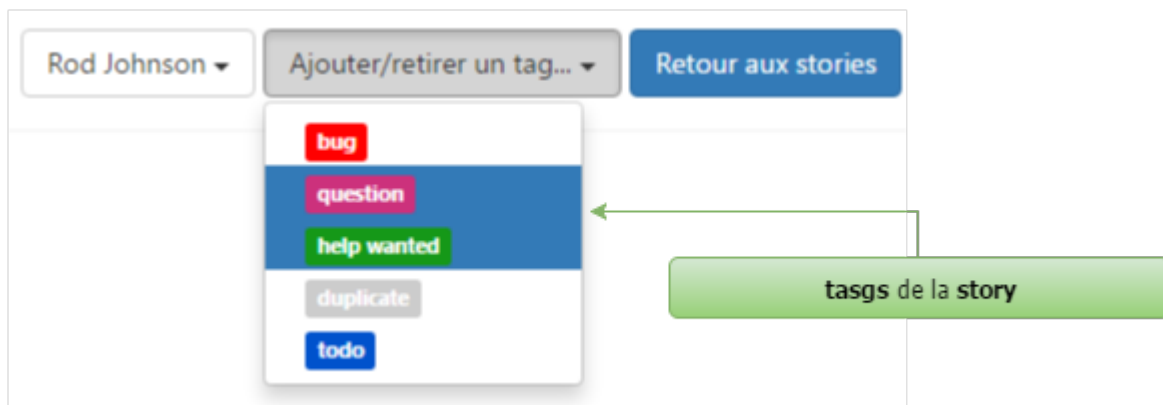 Rod Johnson
Ajouter/retirer un tag...
Retour aux stories
bug
question
help wanted
duplicate
todo
tasgs de la story